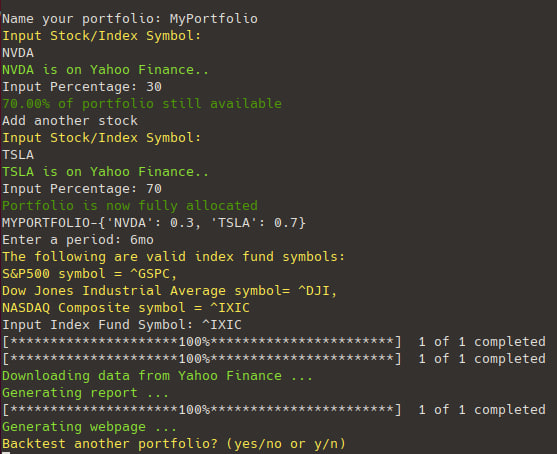 Name your portfolio: MyPortfolio
Input Stock/Index Symbol:
NVDA
NVDA is on Yahoo Finance..
Input Percentage: 30
70.00% of portfolio still available
Add another stock
Input Stock/Index Symbol:
TSLA
TSLA is on Yahoo Finance..
Input Percentage: 70
Portfolio is now fully allocated
MYPORTFOLIO-{'NVDA': 0.3, 'TSLA': 0.7}
Enter a period: 6mo
The following are valid index fund symbols:
S&P500 symbol = ^GSPC,
Dow Jones Industrial Average symbol= ^DJI,
NASDAQ Composite symbol = ^IXIC
Input Index Fund Symbol: ^IXIC
[*********************100%***********************]  1 of 1 completed
[*********************100%***********************]  1 of 1 completed
Downloading data from Yahoo Finance ...
Generating report ...
[*********************100%***********************]  1 of 1 completed
Generating webpage ...
Backtest another portfolio? (yes/no or y/n)